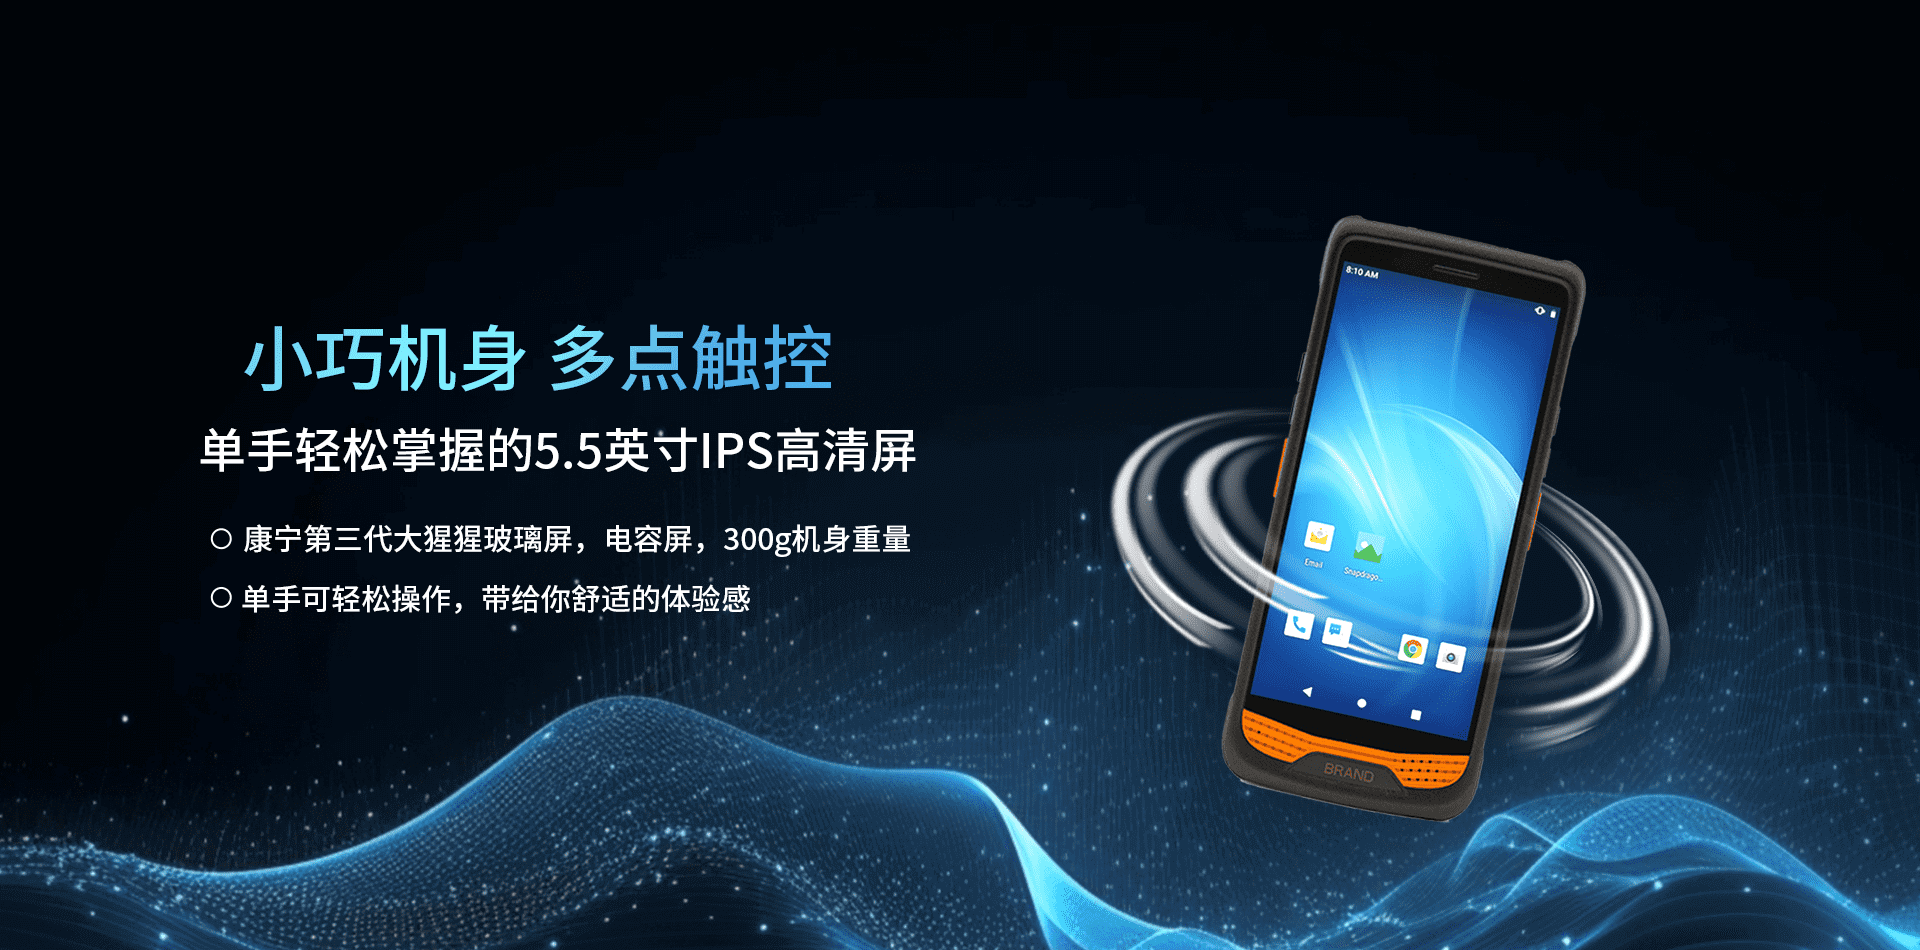 小巧机身 多点触控
单手轻松掌握的5.5英寸IPS高清屏
康宁第三代大猩猩玻璃屏，电容屏，300g机身重量
单手可轻松操作，带给你舒适的体验感
8:10 AM
Email
Snapdrago...
BRAND